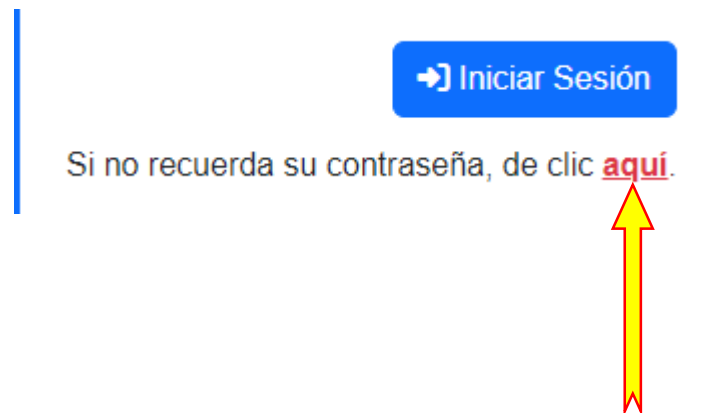 Iniciar Sesión
Si no recuerda su contraseña, de clic aquí.